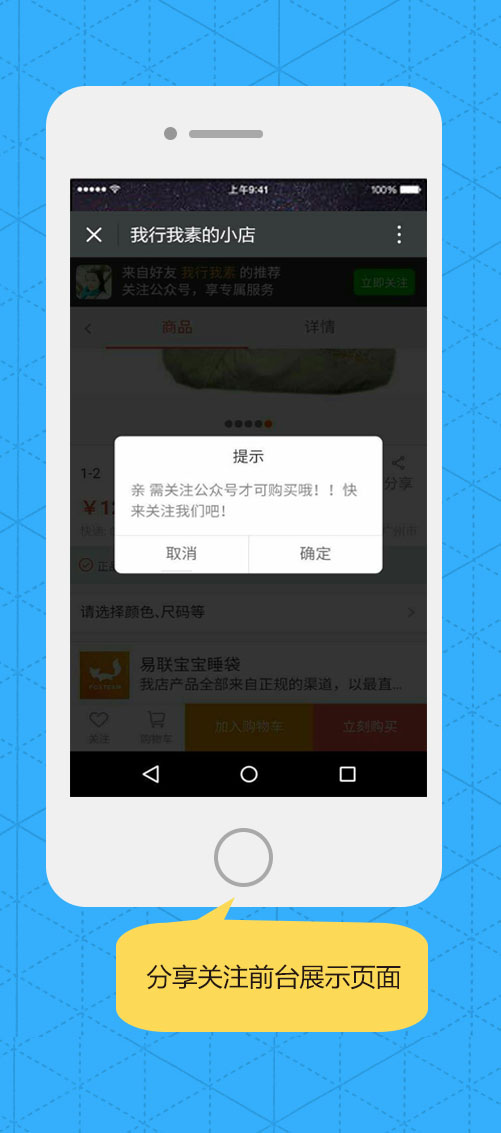 上午9:41
100%
我行我素的小店
来自好友 我行我素 的推荐
关注公众号，享专属服务
立即关注
商品
详情
提示
1-2
亲 需关注公众号才可购买哦！！快
来关注我们吧！
分享
¥12
快递:
广州市
取消
确定
正品
请选择颜色、尺码等
易联宝宝睡袋
我店产品全部来自正规的渠道，以最直...
关注
购物车
加入购物车
立刻购买
分享关注前台展示页面